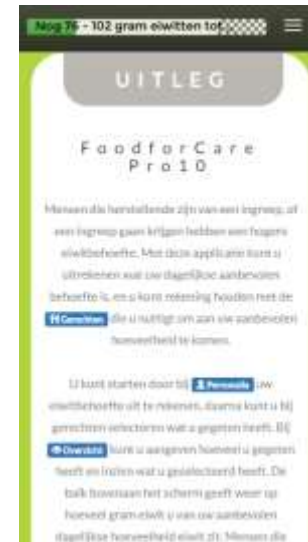 Nog 76 - 102 gram eiwitten tot
UITLEG
FoodforCare
Pro10
Mensen die herstellende zijn van een ingreep, of
een ingreep gaan krijgen hebben een hogere
eiwitbehoefte. Met deze applicatie kunt u
uitrekenen wat uw dagelijkse aanbevolen
behoefte is, en u kunt rekening houden met de
Gerechten die u nuttigt om aan uw aanbevolen
hoeveelheid te komen.
U kunt starten door bij Personalia uw
eiwitbehoefte uit te rekenen, daarna kunt u bij
gerechten selecteren wat u gegeten heeft. Bij
Overzicht kunt u aangeven hoeveel u gegeten
heeft en inzien wat u geselecteerd heeft. De
balk bovenaan het scherm geeft weer op
hoeveel gram eiwit u van uw aanbevolen
dagelijkse hoeveelheid eiwit zit. Mensen die